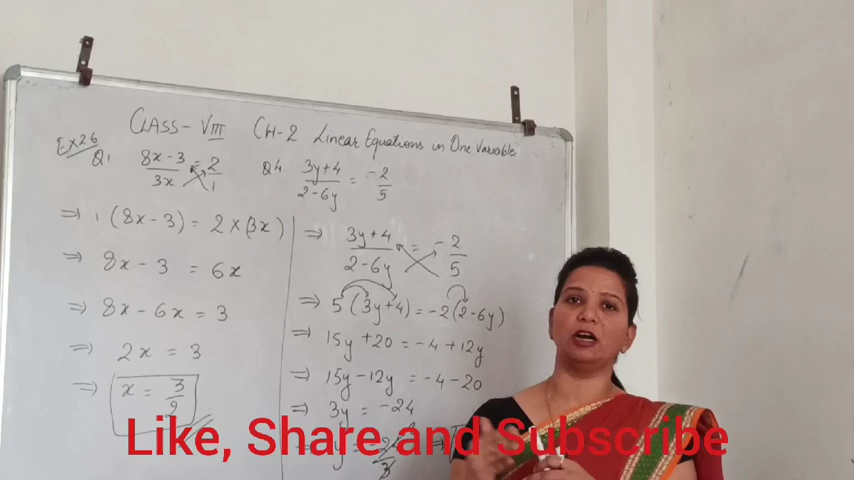 CLASS- VIII CH-2 Linear Equations in One Variable
EX 2.6
Q1 8x-3/3x = 2/1
⇒ 1(8x-3) = 2×(3x)
⇒ 8x-3 = 6x
⇒ 8x-6x = 3
⇒ 2x = 3
⇒ x = 3/2
Q4 3y+4/2-6y = -2/5
⇒ 3y+4/2-6y = -2/5
⇒ 5(3y+4) = -2(2-6y)
⇒ 15y+20 = -4+12y
⇒ 15y-12y = -4-20
⇒ 3y = -24
Like, Share and Subscribe